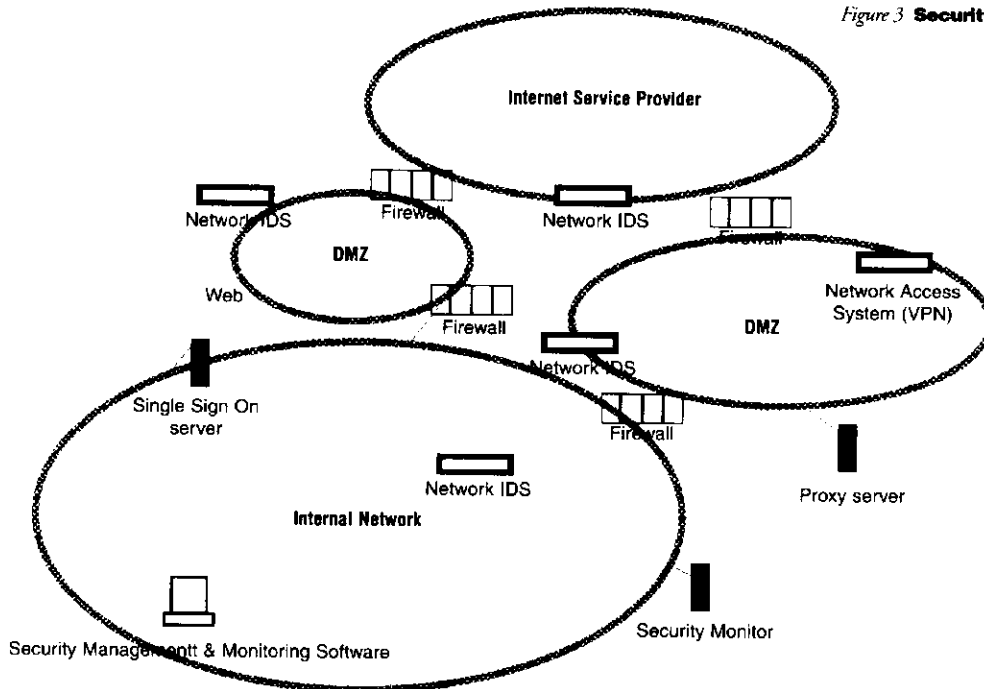 Figure 3 Securit
Internet Service Provider
Network IDS
Firewall
Network IDS
Firewall
DMZ
Web
Firewall
Network Access
System (VPN)
DMZ
Network IDS
Single Sign On
server
Firewall
Network IDS
Proxy server
Internal Network
Security Monitor
Security Managementt & Monitoring Software